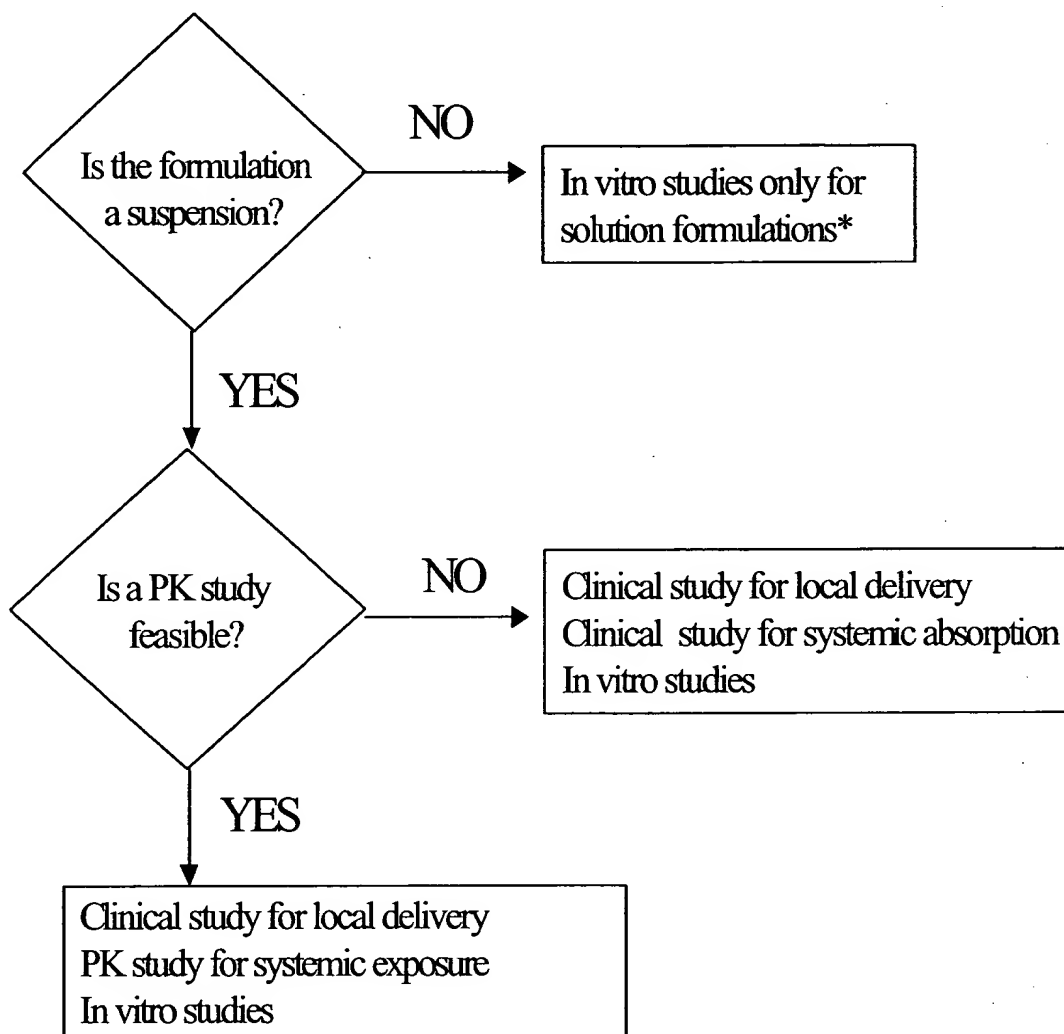 Is the formulation
a suspension?
NO
In vitro studies only for
solution formulations*
YES
Is a PK study
feasible?
NO
Clinical study for local delivery
Clinical study for systemic absorption
In vitro studies
YES
Clinical study for local delivery
PK study for systemic exposure
In vitro studies